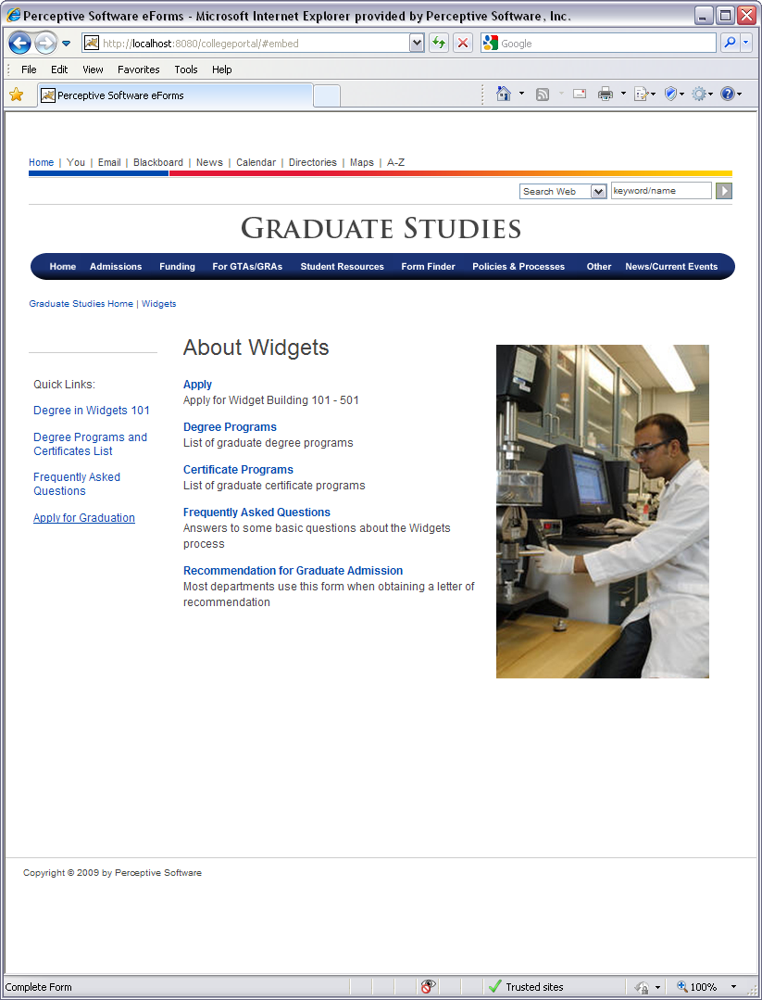 Perceptive Software eForms - Microsoft Internet Explorer provided by Perceptive Software, Inc.
http://localhost:8080/collegeportal/#embed
Google
File Edit View Favorites Tools Help
Perceptive Software eForms
Home | You | Email | Blackboard | News | Calendar | Directories | Maps | A-Z
Search Web keyword/name
GRADUATE STUDIES
Home Admissions Funding For GTAs/GRAs Student Resources Form Finder Policies & Processes Other News/Current Events
Graduate Studies Home | Widgets
Quick Links:
Degree in Widgets 101
Degree Programs and
Certificates List
Frequently Asked
Questions
Apply for Graduation
About Widgets
Apply
Apply for Widget Building 101 - 501
Degree Programs
List of graduate degree programs
Certificate Programs
List of graduate certificate programs
Frequently Asked Questions
Answers to some basic questions about the Widgets
process
Recommendation for Graduate Admission
Most departments use this form when obtaining a letter of
recommendation
Copyright © 2009 by Perceptive Software
Complete Form
Trusted sites
100%